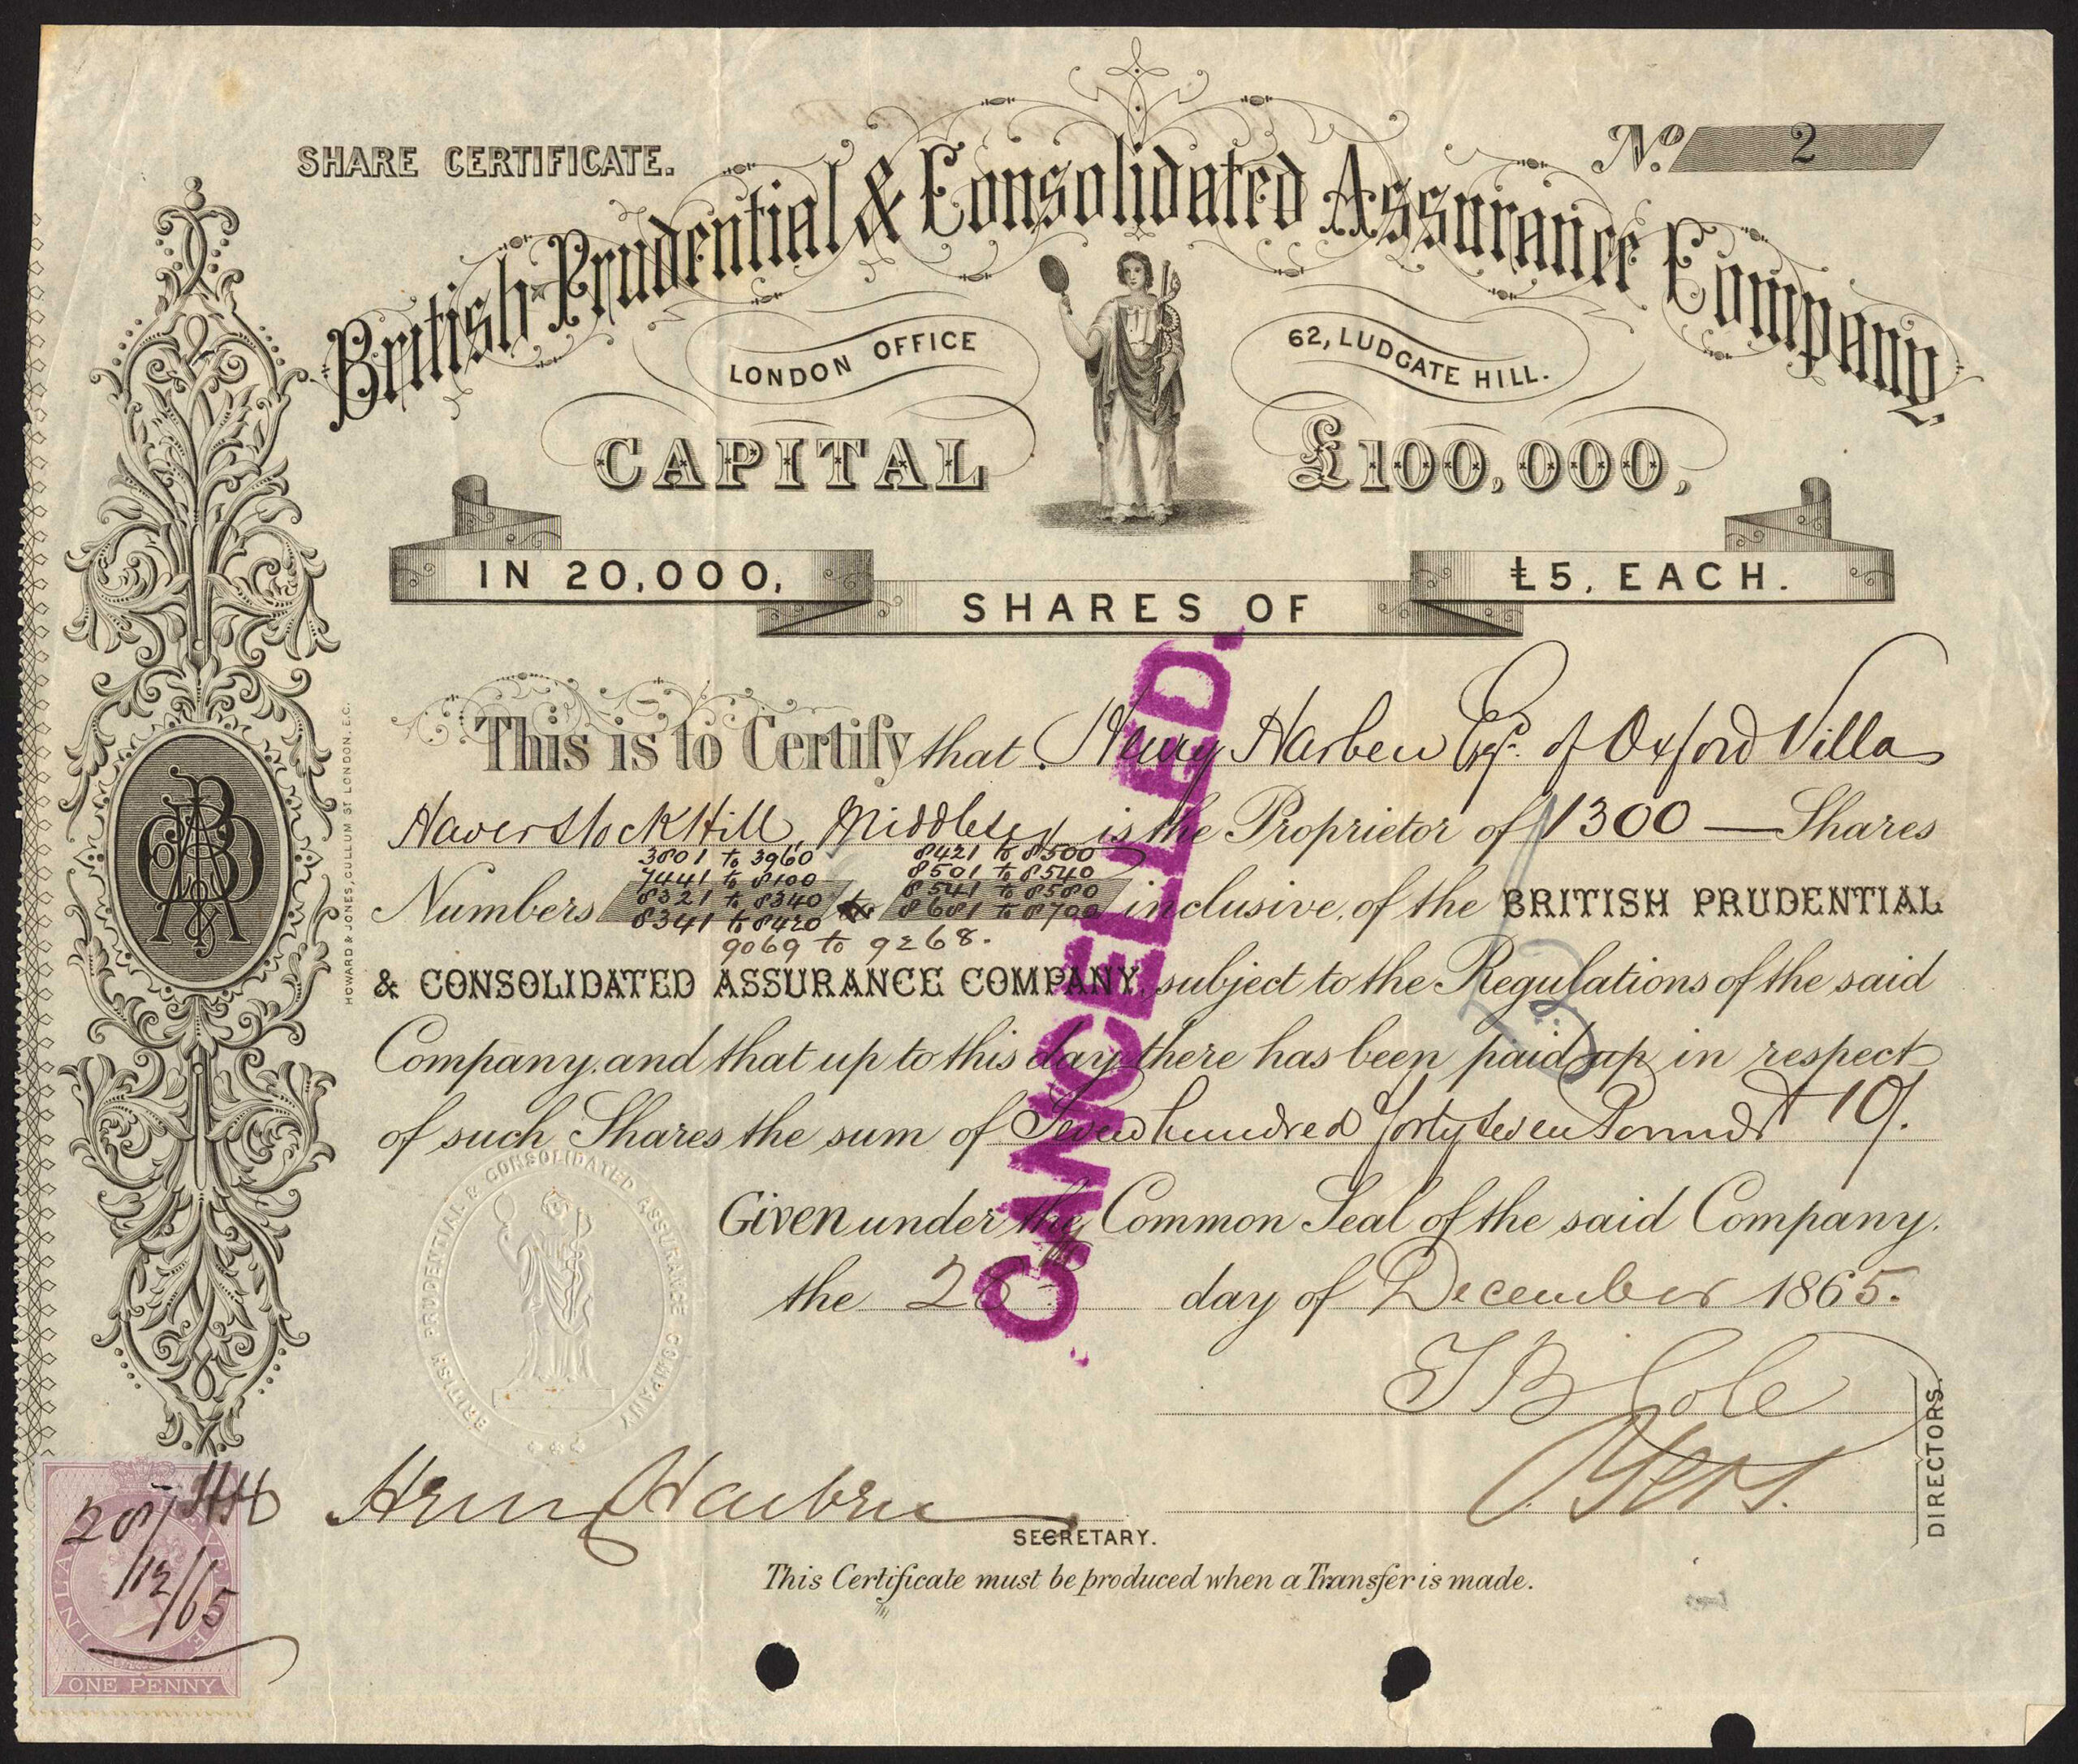 SHARE CERTIFICATE.
No. 2
British Prudential & Consolidated Assurance Company,
LONDON OFFICE 62, LUDGATE HILL.
CAPITAL £100,000,
IN 20,000, SHARES OF £5, EACH.
This is to Certify that Henry Harben Esqr. of Oxford Villa
Haverstock Hill, Middlesex is the Proprietor of 1300 — Shares
3801 to 3960 8421 to 8500
7441 to 8100 8501 to 8540
8321 to 8340 8541 to 8580
Numbers to inclusive, of the BRITISH PRUDENTIAL
8341 to 8420 8681 to 8700
9069 to 9268.
& CONSOLIDATED ASSURANCE COMPANY, subject to the Regulations of the said
Company, and that up to this day there has been paid up in respect
of such Shares the sum of Seven hundred forty seven Pounds & 10/.
Given under the Common Seal of the said Company.
the 28th day of December 1865.
CANCELLED.
BRITISH PRUDENTIAL & CONSOLIDATED ASSURANCE COMPANY
T B Cole
DIRECTORS.
Henry Harben
SECRETARY.
This Certificate must be produced when a Transfer is made.
HOWARD & JONES, CULLUM ST LONDON. E.C.
HH
28/12/65
INLAND REVENUE
ONE PENNY